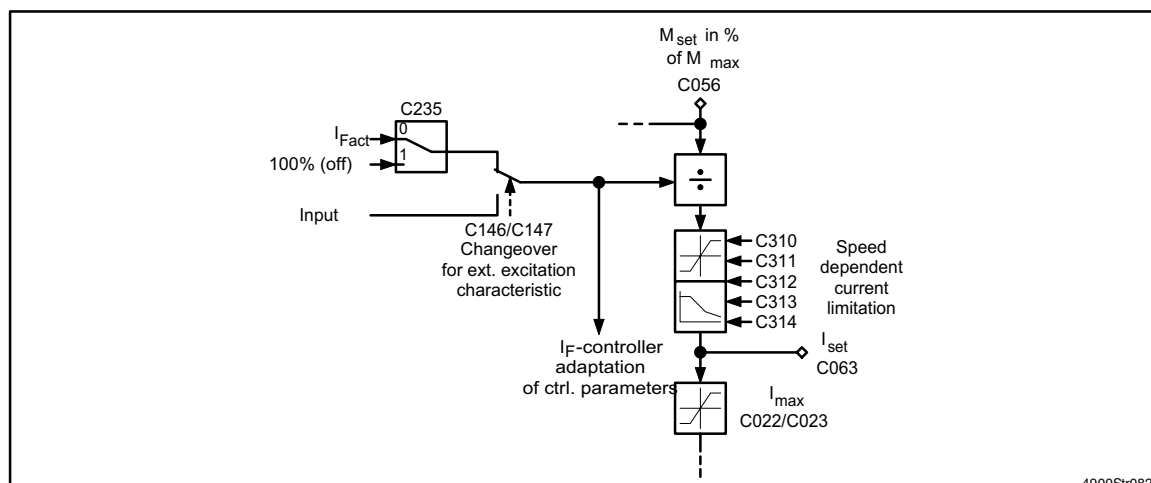 M set in %
of M max
C056
C235
I Fact
0
100% (off)
1
÷
Input
C146/C147
Changeover
for ext. excitation
characteristic
C310
C311
C312
C313
C314
Speed
dependent
current
limitation
I set
C063
IF-controller
adaptation
of ctrl. parameters
I max
C022/C023
4900Str082